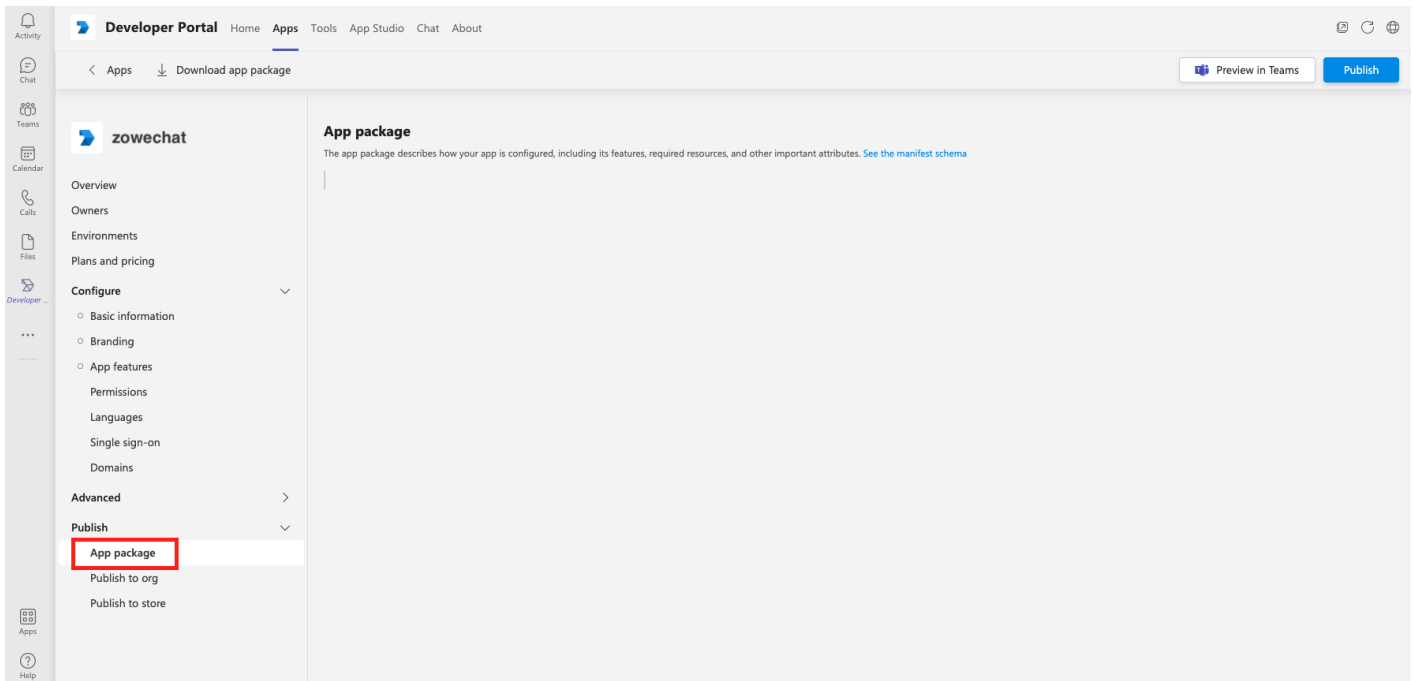 Activity
Chat
Teams
Calendar
Calls
Files
Developer ...
Apps
Help
Developer Portal Home Apps Tools App Studio Chat About
Apps Download app package Preview in Teams Publish
zowechat
Overview
Owners
Environments
Plans and pricing
Configure
Basic information
Branding
App features
Permissions
Languages
Single sign-on
Domains
Advanced
Publish
App package
Publish to org
Publish to store
App package
The app package describes how your app is configured, including its features, required resources, and other important attributes. See the manifest schema